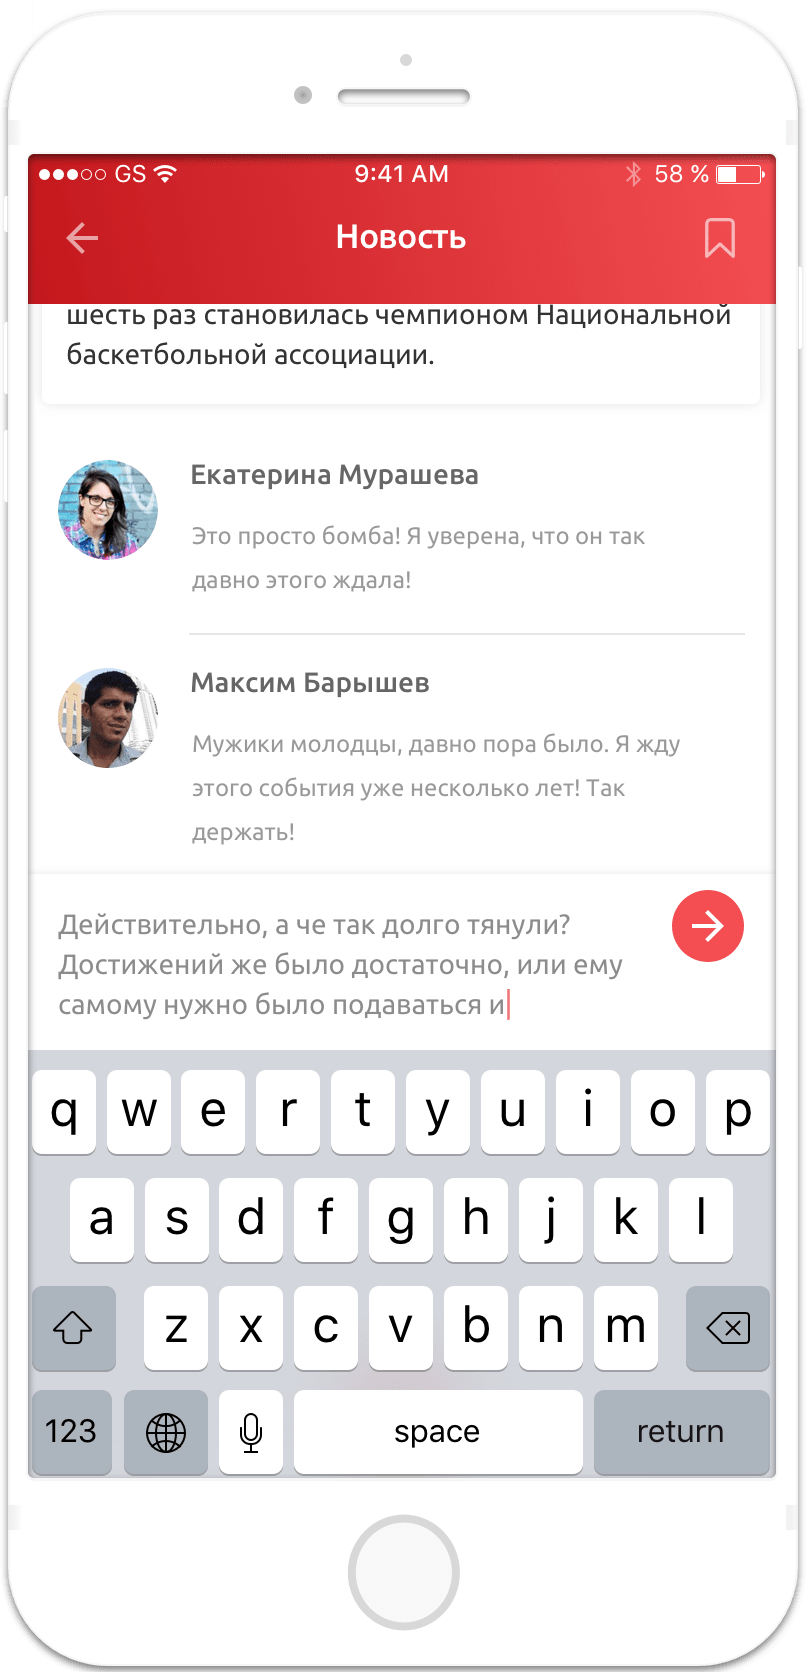 GS 9:41 AM 58 %
Новость
шесть раз становилась чемпионом Национальной
баскетбольной ассоциации.
Екатерина Мурашева
Это просто бомба! Я уверена, что он так
давно этого ждала!
Максим Барышев
Мужики молодцы, давно пора было. Я жду
этого события уже несколько лет! Так
держать!
Действительно, а че так долго тянули?
Достижений же было достаточно, или ему
самому нужно было подаваться и
q w e r t y u i o p
a s d f g h j k l
z x c v b n m
123 space return